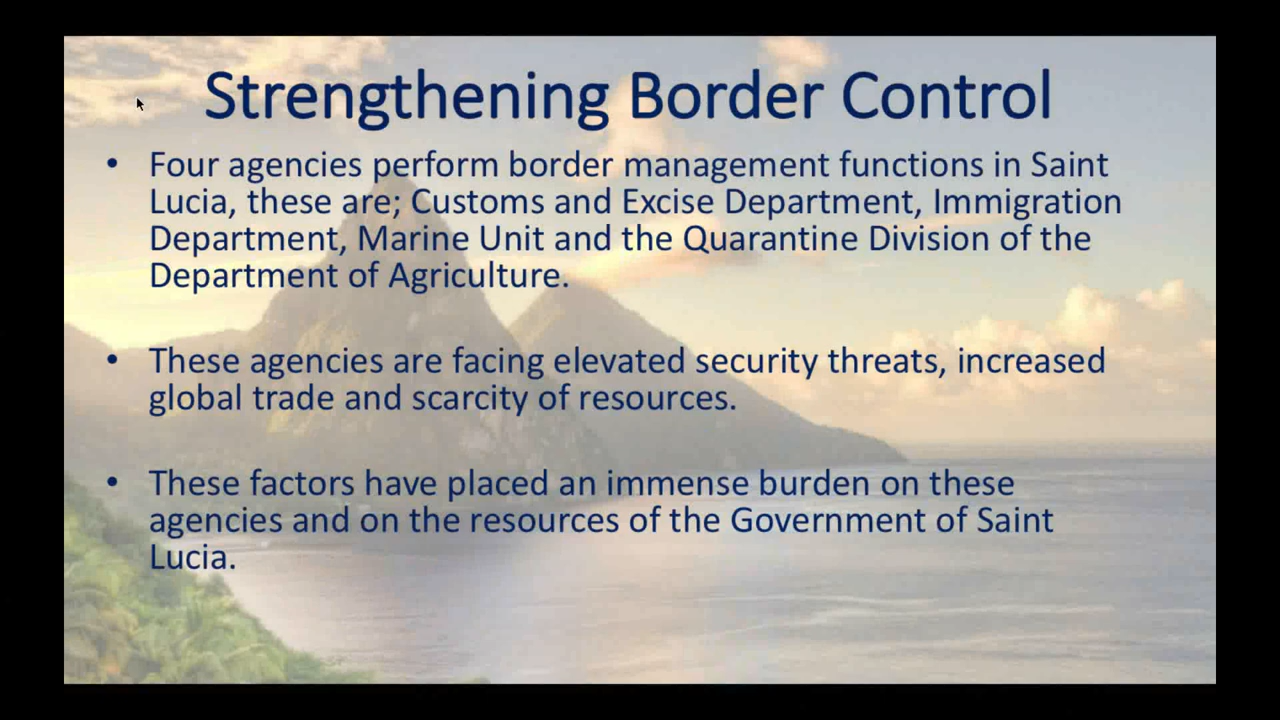 Strengthening Border Control
• Four agencies perform border management functions in Saint
Lucia, these are; Customs and Excise Department, Immigration
Department, Marine Unit and the Quarantine Division of the
Department of Agriculture.
• These agencies are facing elevated security threats, increased
global trade and scarcity of resources.
• These factors have placed an immense burden on these
agencies and on the resources of the Government of Saint
Lucia.